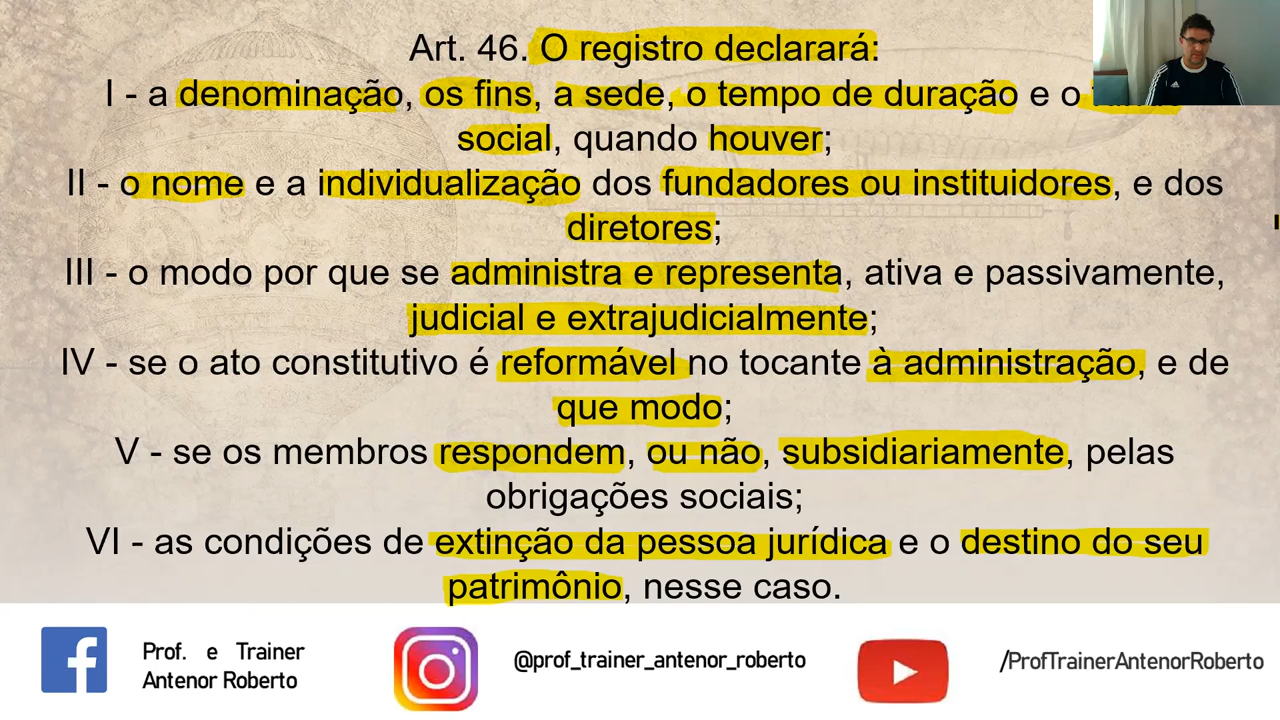 Art. 46. O registro declarará:
I - a denominação, os fins, a sede, o tempo de duração e o
social, quando houver;
II - o nome e a individualização dos fundadores ou instituidores, e dos
diretores;
III - o modo por que se administra e representa, ativa e passivamente,
judicial e extrajudicialmente;
IV - se o ato constitutivo é reformável no tocante à administração, e de
que modo;
V - se os membros respondem, ou não, subsidiariamente, pelas
obrigações sociais;
VI - as condições de extinção da pessoa jurídica e o destino do seu
patrimônio, nesse caso.
Prof. e Trainer
Antenor Roberto
@prof_trainer_antenor_roberto
/ProfTrainerAntenorRoberto